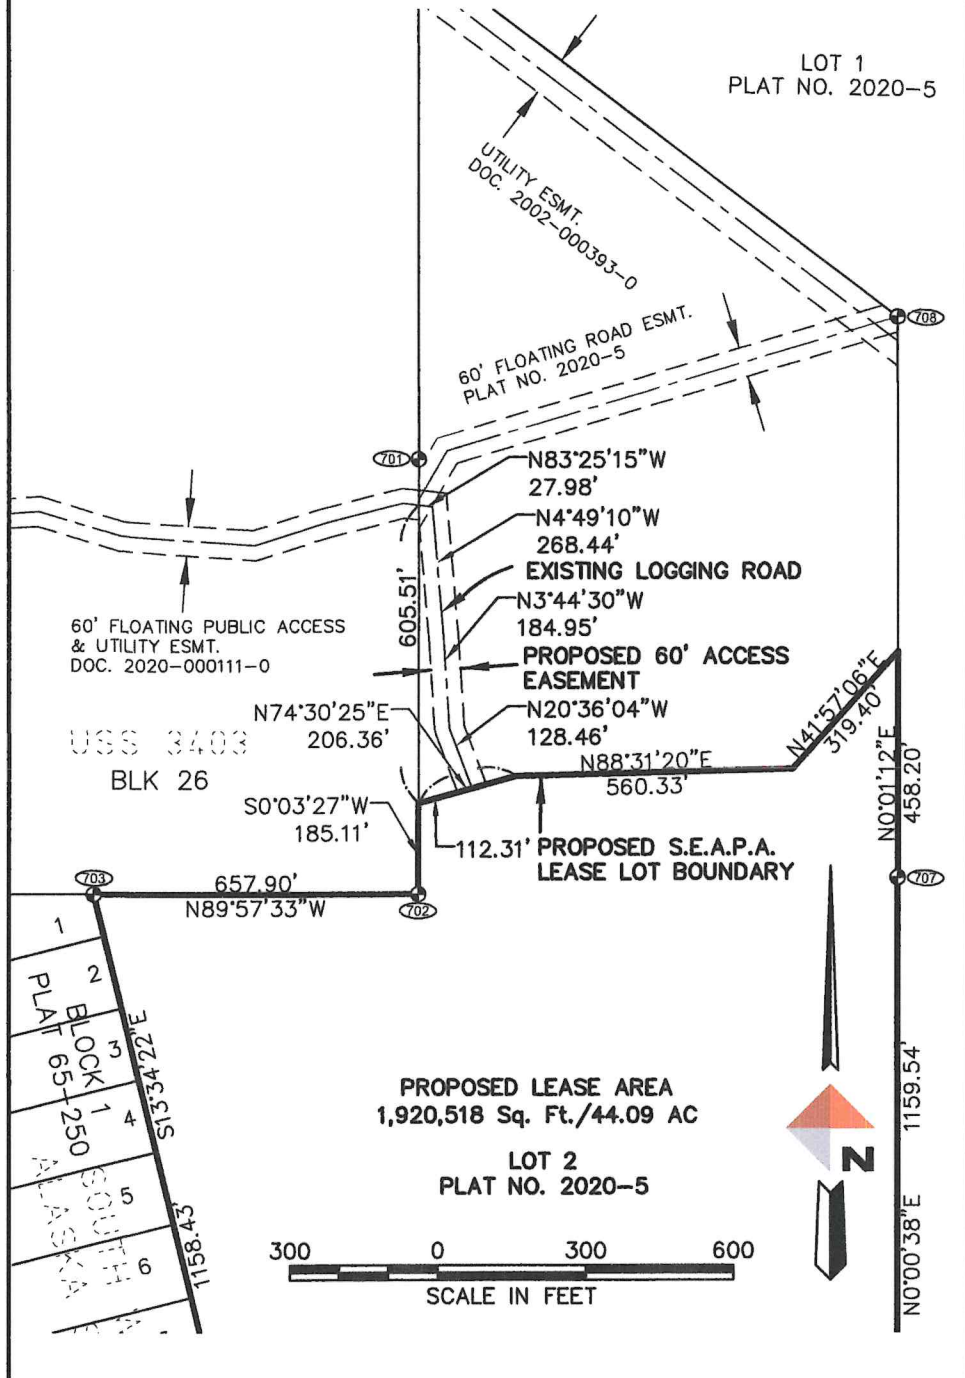 LOT 1
PLAT NO. 2020-5
UTILITY ESMT.
DOC. 2002-000393-0
708
60' FLOATING ROAD ESMT.
PLAT NO. 2020-5
701
N83°25'15"W
27.98'
N4°49'10"W
268.44'
EXISTING LOGGING ROAD
N3°44'30"W
184.95'
605.51'
60' FLOATING PUBLIC ACCESS
& UTILITY ESMT.
DOC. 2020-000111-0
PROPOSED 60' ACCESS
EASEMENT
N41°57'06"E
319.40'
N74°30'25"E
206.36'
N20°36'04"W
128.46'
USS 3403
BLK 26
N88°31'20"E
560.33'
N0°01'12"E
458.20'
S0°03'27"W
185.11'
112.31'
PROPOSED S.E.A.P.A.
LEASE LOT BOUNDARY
703
657.90'
N89°57'33"W
702
707
1
2
3
4
5
6
BLOCK 1
PLAT 65-250
SOUTH
ALASKA
S13°34'22"E
1158.43'
PROPOSED LEASE AREA
1,920,518 Sq. Ft./44.09 AC
LOT 2
PLAT NO. 2020-5
N
1159.54'
N0°00'38"E
300 0 300 600
SCALE IN FEET